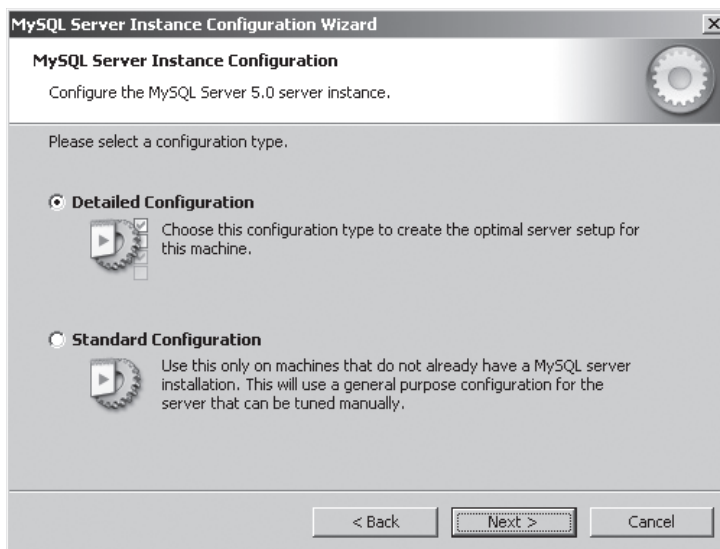 MySQL Server Instance Configuration Wizard
MySQL Server Instance Configuration
Configure the MySQL Server 5.0 server instance.
Please select a configuration type.
Detailed Configuration
Choose this configuration type to create the optimal server setup for
this machine.
Standard Configuration
Use this only on machines that do not already have a MySQL server
installation. This will use a general purpose configuration for the
server that can be tuned manually.
< Back
Next >
Cancel